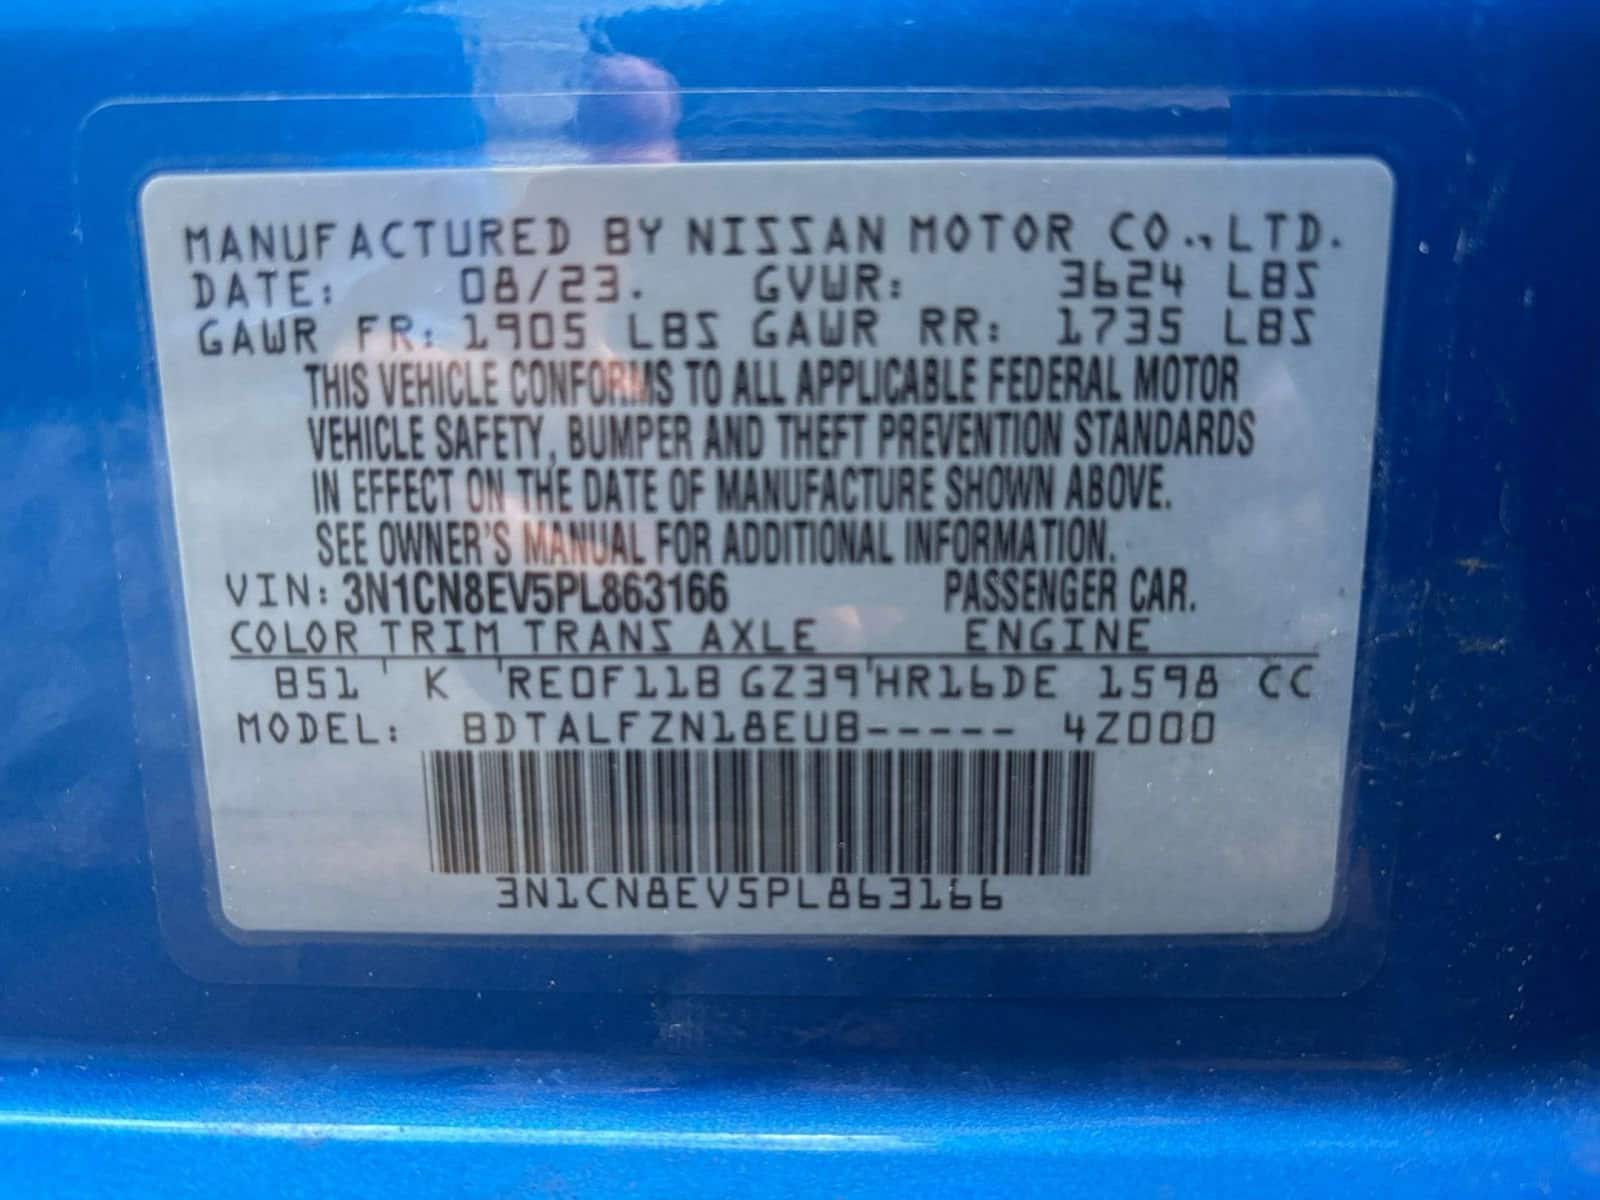 MANUFACTURED BY NISSAN MOTOR CO., LTD.
DATE: 08/23. GVWR: 3624 LBS
GAWR FR: 1905 LBS GAWR RR: 1735 LBS
THIS VEHICLE CONFORMS TO ALL APPLICABLE FEDERAL MOTOR
VEHICLE SAFETY, BUMPER AND THEFT PREVENTION STANDARDS
IN EFFECT ON THE DATE OF MANUFACTURE SHOWN ABOVE.
SEE OWNER'S MANUAL FOR ADDITIONAL INFORMATION.
VIN: 3N1CN8EV5PL863166 PASSENGER CAR.
COLOR TRIM TRANS AXLE ENGINE
B51 ' K 'RE0F11B GZ39'HR16DE 1598 CC
MODEL: BDTALFZN18EUB----- 4Z000
3N1CN8EV5PL863166